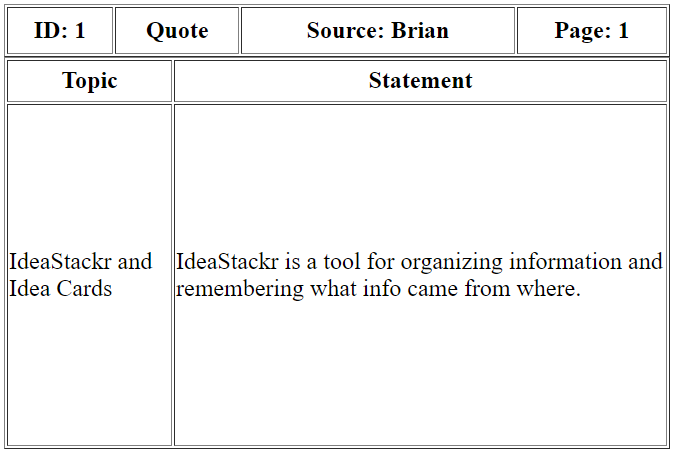 ID: 1 Quote Source: Brian Page: 1
Topic Statement
IdeaStackr and
Idea Cards
IdeaStackr is a tool for organizing information and
remembering what info came from where.